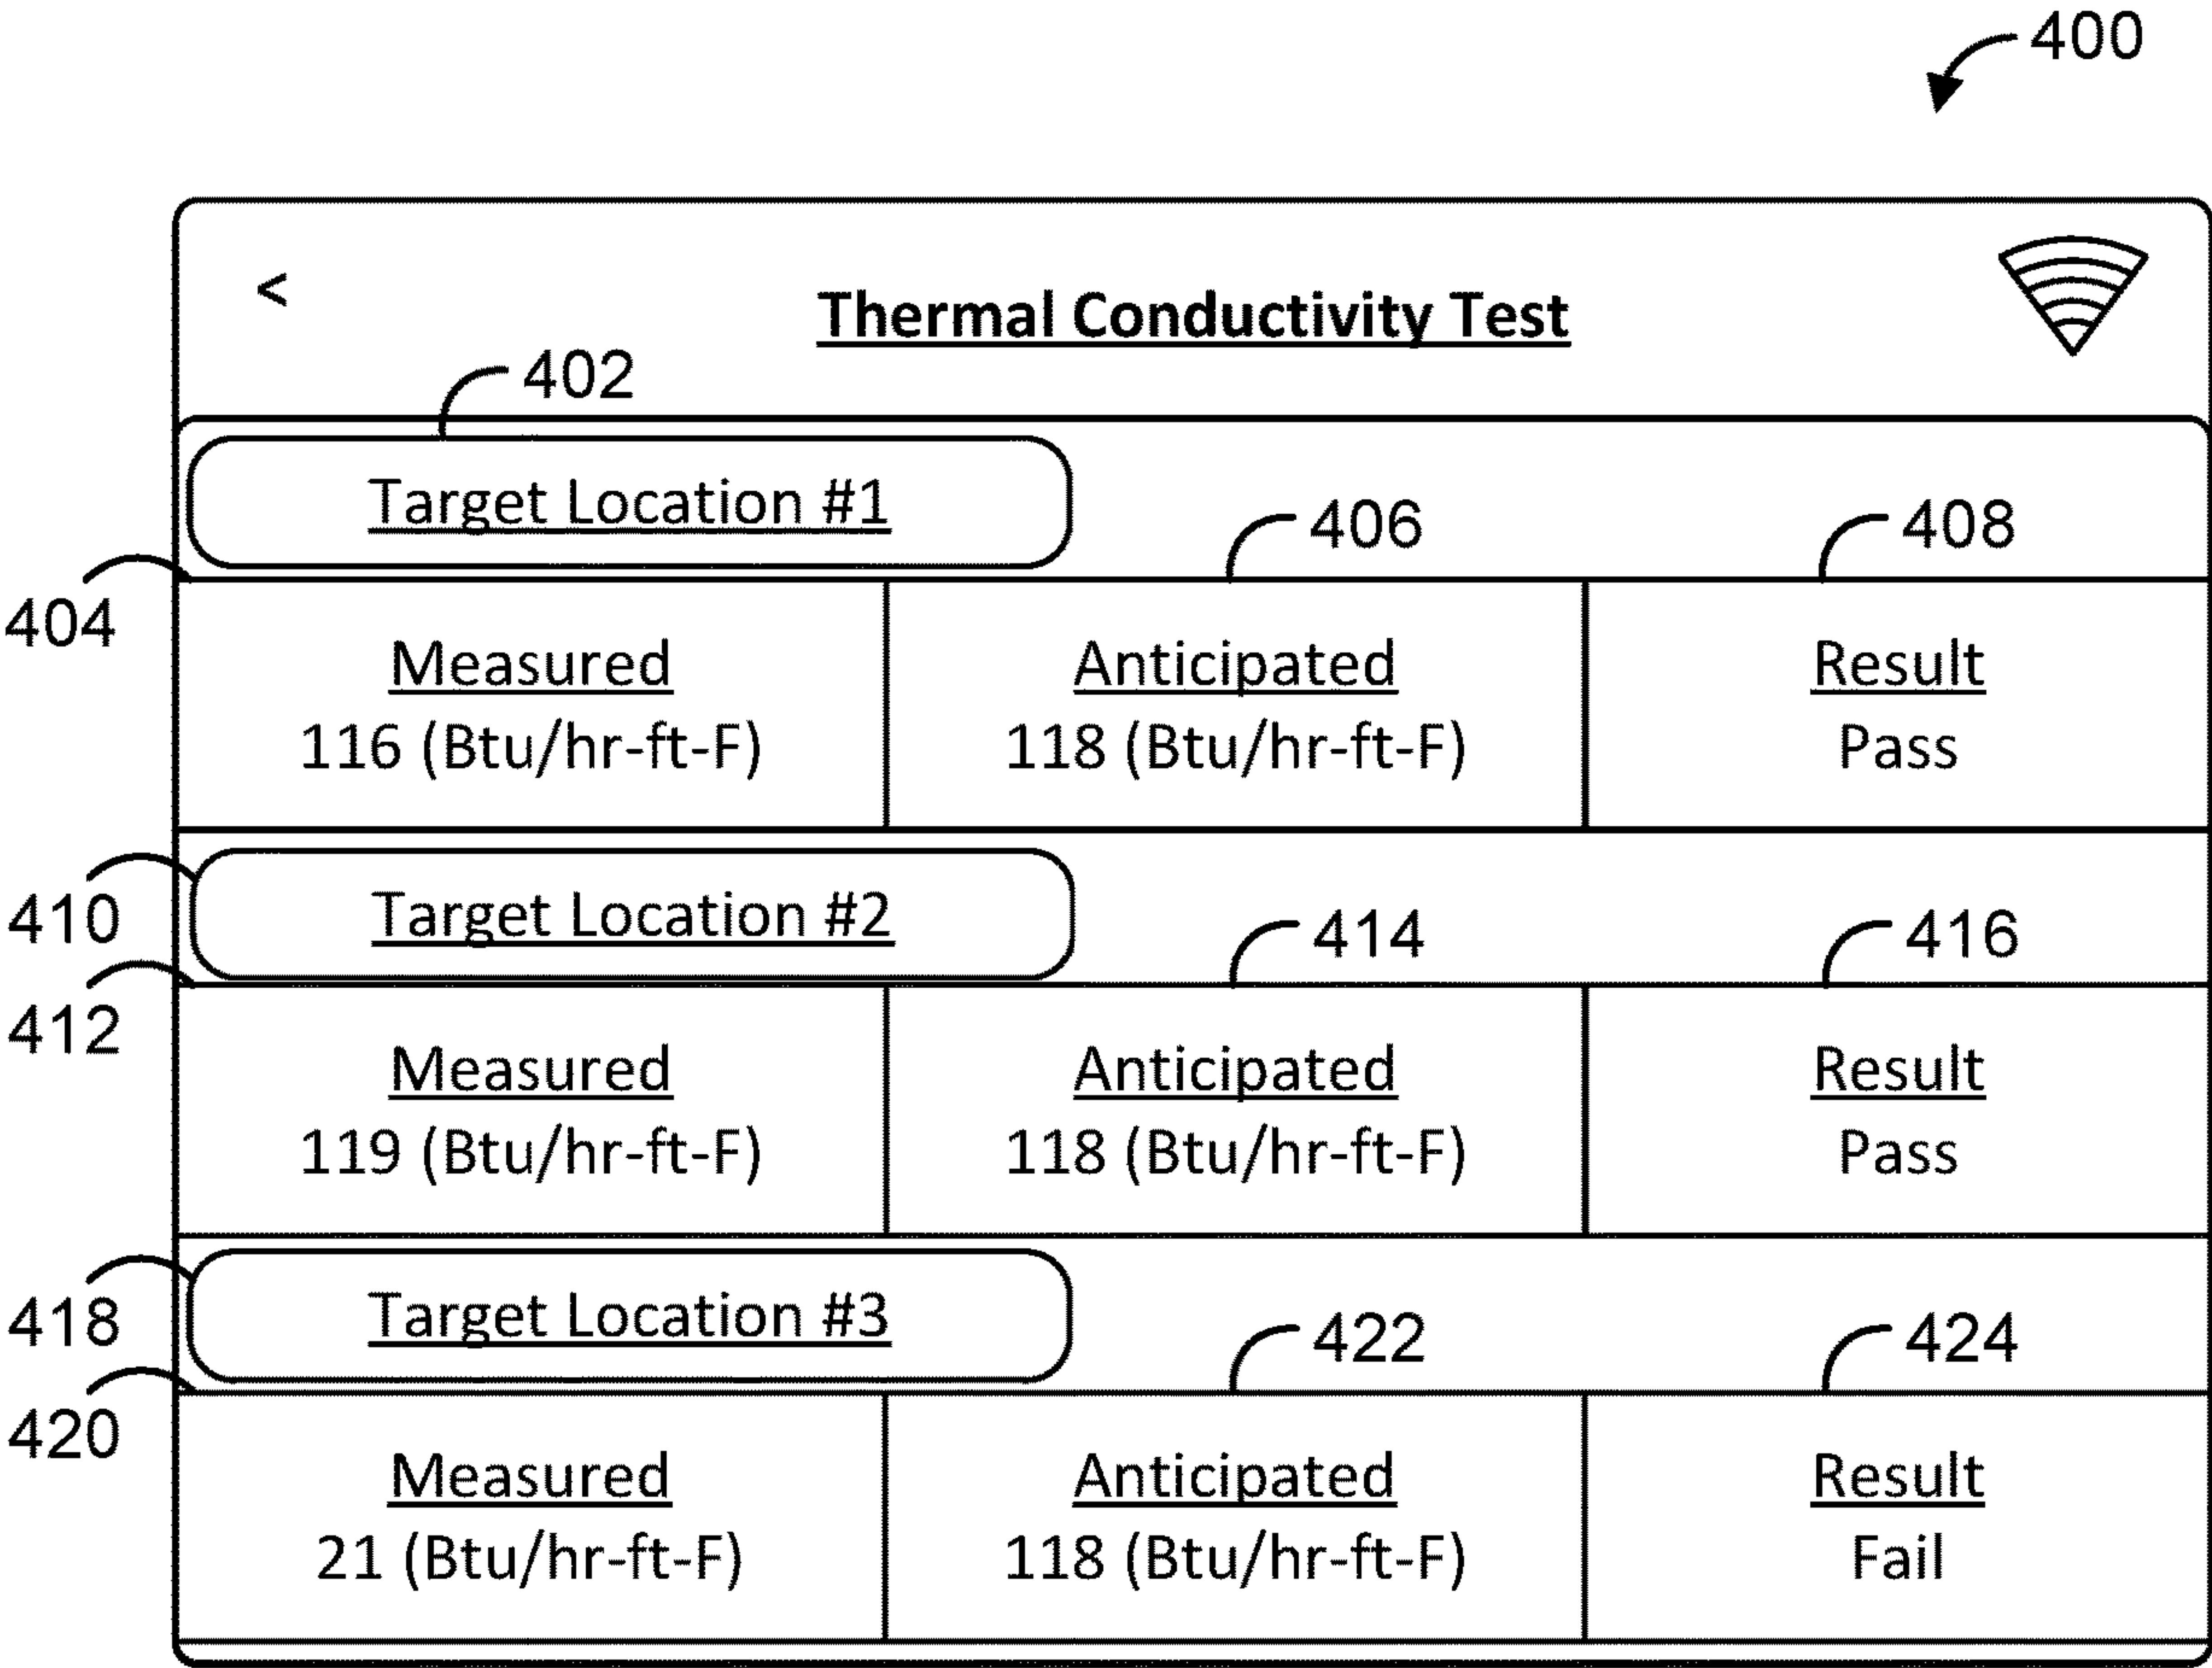 400
<
Thermal Conductivity Test
402
Target Location #1
406
408
404
Measured
Anticipated
Result
116 (Btu/hr-ft-F)
118 (Btu/hr-ft-F)
Pass
410
Target Location #2
414
416
412
Measured
Anticipated
Result
119 (Btu/hr-ft-F)
118 (Btu/hr-ft-F)
Pass
418
Target Location #3
422
424
420
Measured
Anticipated
Result
21 (Btu/hr-ft-F)
118 (Btu/hr-ft-F)
Fail